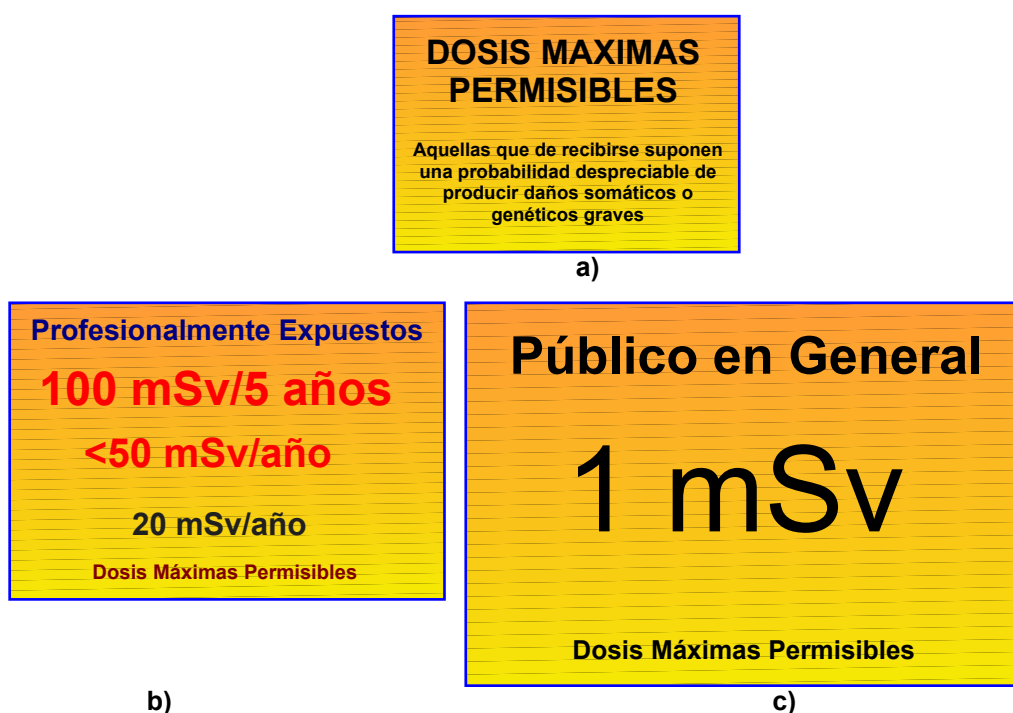 DOSIS MAXIMAS
PERMISIBLES
Aquellas que de recibirse suponen
una probabilidad despreciable de
producir daños somáticos o
genéticos graves
a)
Profesionalmente Expuestos
100 mSv/5 años
<50 mSv/año
20 mSv/año
Dosis Máximas Permisibles
b)
Público en General
1 mSv
Dosis Máximas Permisibles
c)